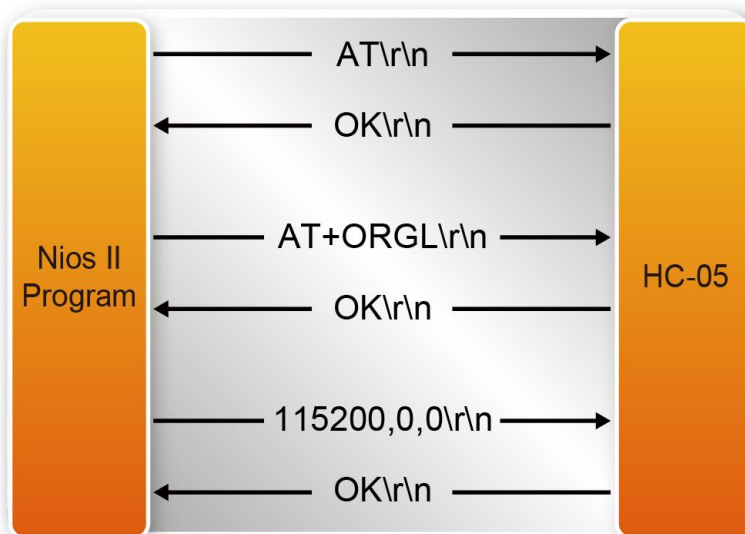 AT\r\n
OK\r\n
AT+ORGL\r\n
Nios II
Program
HC-05
OK\r\n
115200,0,0\r\n
OK\r\n